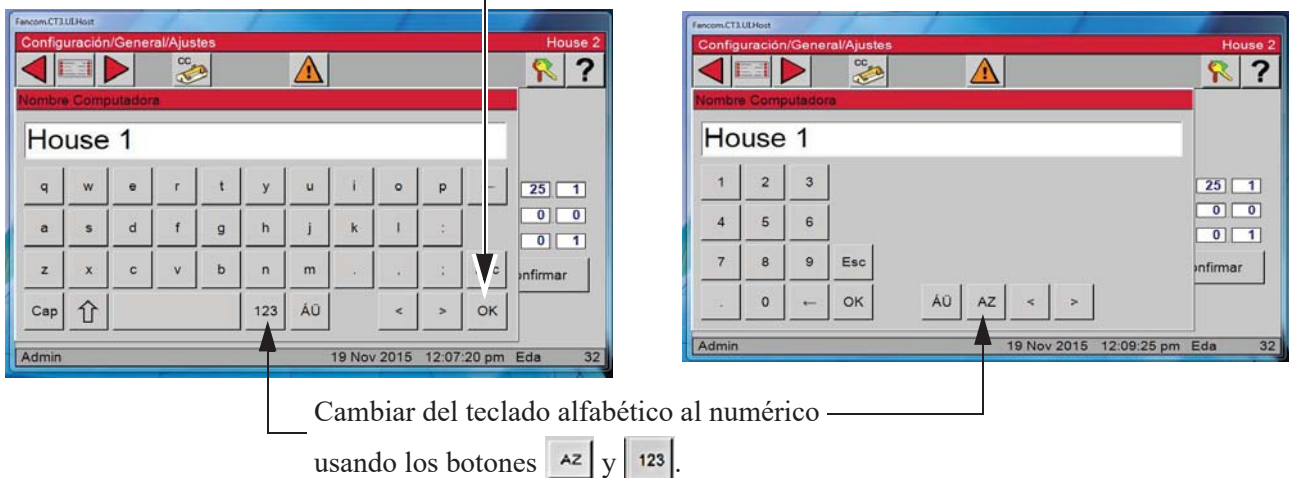 Fancom.CT3.UI.Host
Configuración/General/Ajustes House 2
CC ?
Nombre Computadora
House 1
q w e r t y u i o p ←
a s d f g h j k l :
z x c v b n m . , ;
Cap 123 ÁÜ < > OK
25 1
0 0
0 1
onfirmar
Admin 19 Nov 2015 12:07:20 pm Eda 32
Fancom.CT3.UI.Host
Configuración/General/Ajustes House 2
CC ?
Nombre Computadora
House 1
1 2 3
4 5 6
7 8 9 Esc
. 0 ← OK ÁÜ AZ < >
25 1
0 0
0 1
onfirmar
Admin 19 Nov 2015 12:09:25 pm Eda 32
Cambiar del teclado alfabético al numérico
usando los botones AZ y 123.